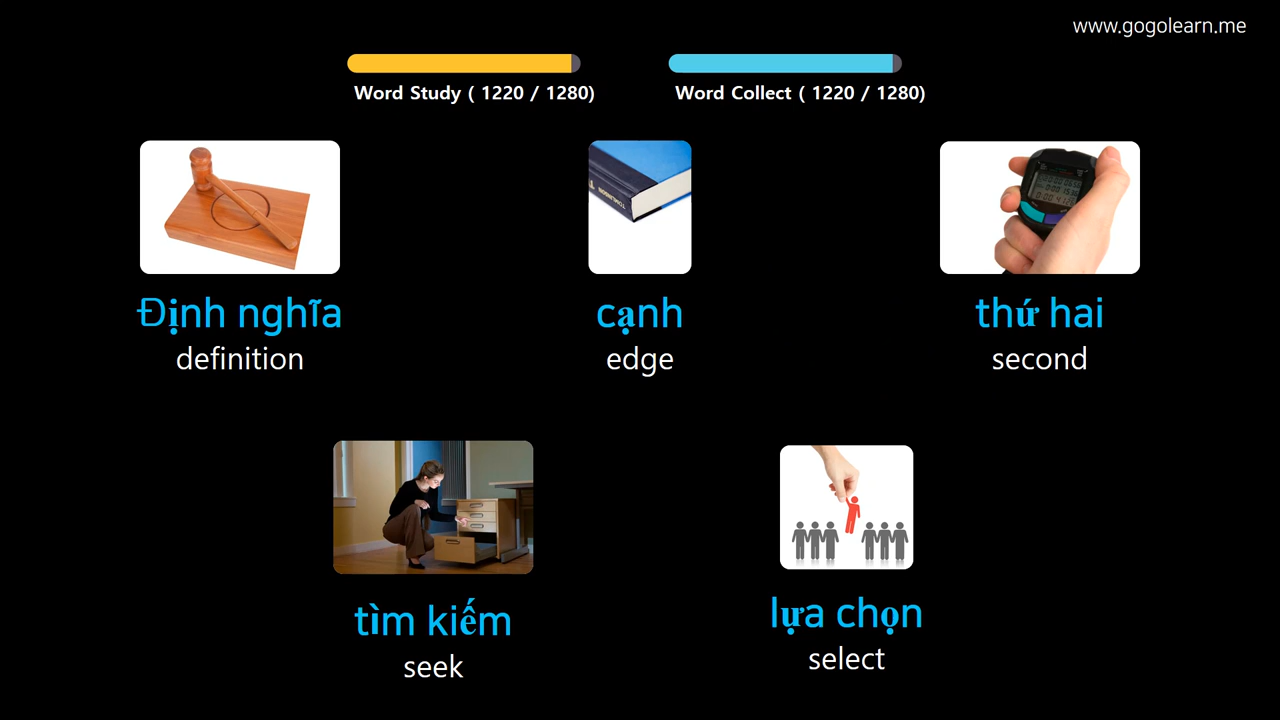 www.gogolearn.me
Word Study ( 1220 / 1280)
Word Collect ( 1220 / 1280)
Định nghĩa
definition
cạnh
edge
thứ hai
second
tìm kiếm
seek
lựa chọn
select